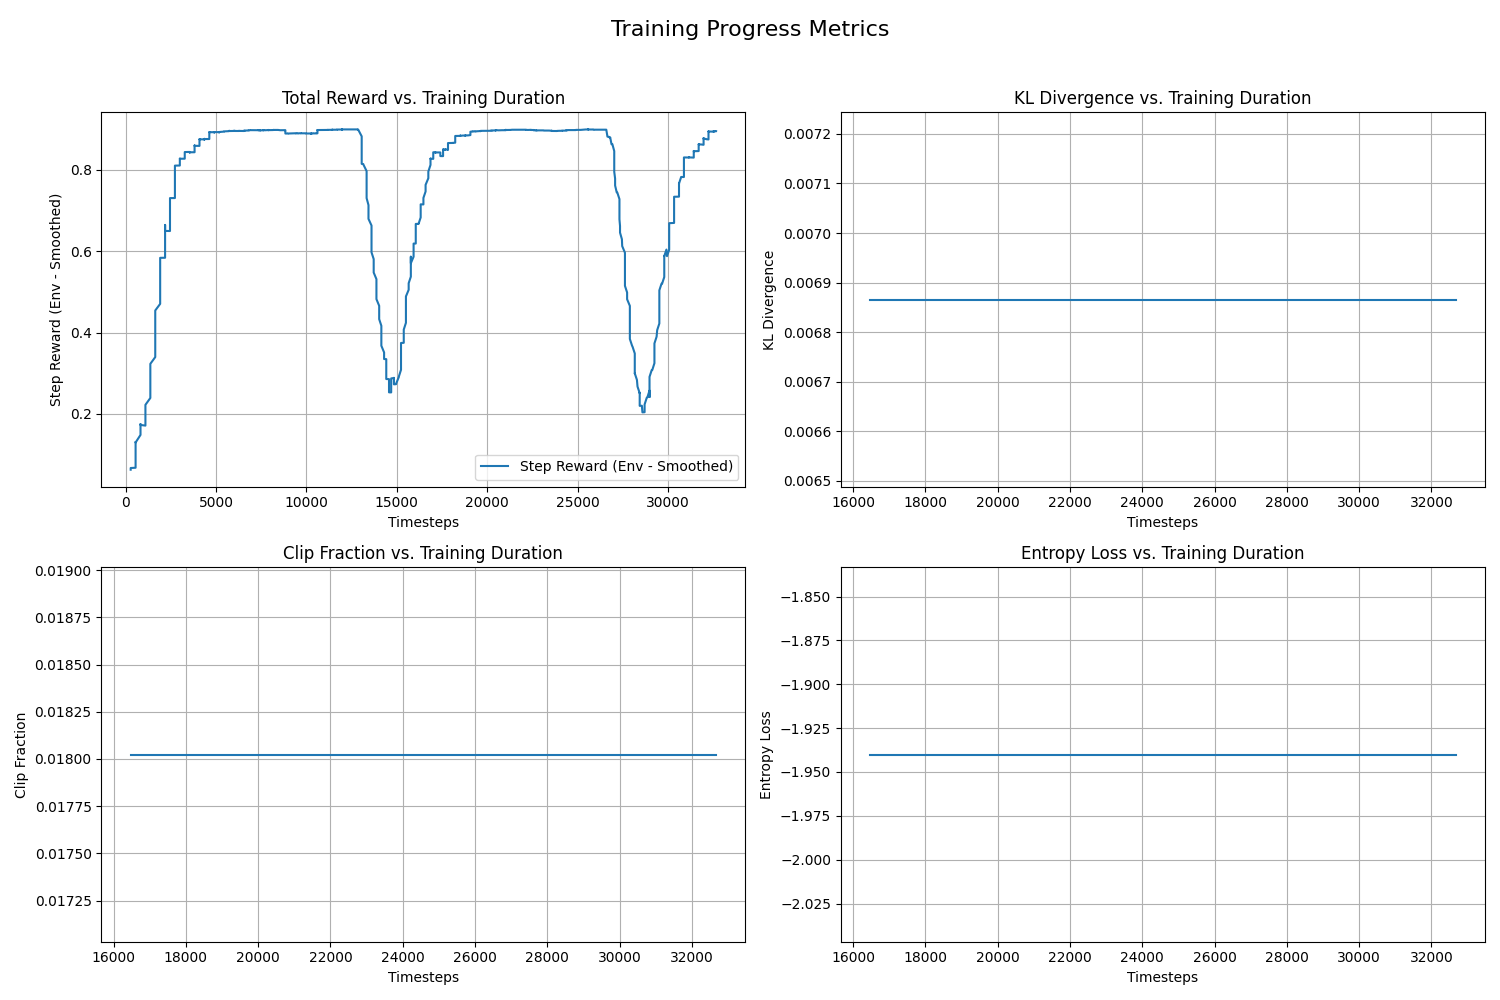 Training Progress Metrics
Total Reward vs. Training Duration
Step Reward (Env - Smoothed)
0.8
0.6
0.4
0.2
Step Reward (Env - Smoothed)
0 5000 10000 15000 20000 25000 30000
Timesteps
KL Divergence vs. Training Duration
KL Divergence
0.0072
0.0071
0.0070
0.0069
0.0068
0.0067
0.0066
0.0065
16000 18000 20000 22000 24000 26000 28000 30000 32000
Timesteps
Clip Fraction vs. Training Duration
Clip Fraction
0.01900
0.01875
0.01850
0.01825
0.01800
0.01775
0.01750
0.01725
16000 18000 20000 22000 24000 26000 28000 30000 32000
Timesteps
Entropy Loss vs. Training Duration
Entropy Loss
−1.850
−1.875
−1.900
−1.925
−1.950
−1.975
−2.000
−2.025
16000 18000 20000 22000 24000 26000 28000 30000 32000
Timesteps